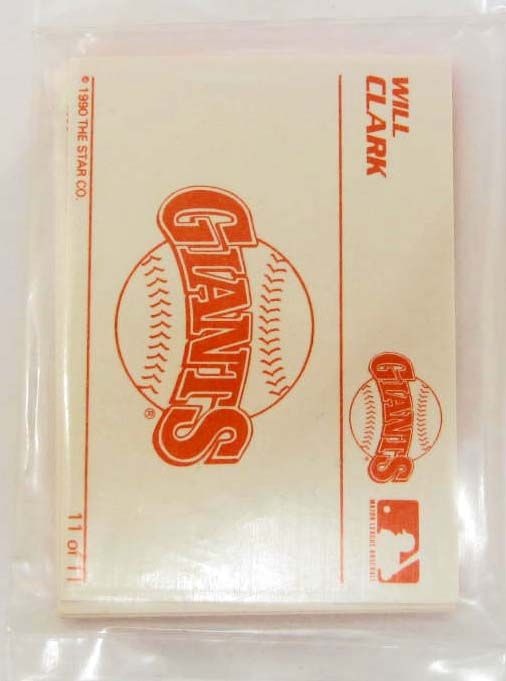 WILL
CLARK
GIANTS
MAJOR LEAGUE BASEBALL
GIANTS
®
© 1990 THE STAR CO.
11 of 11